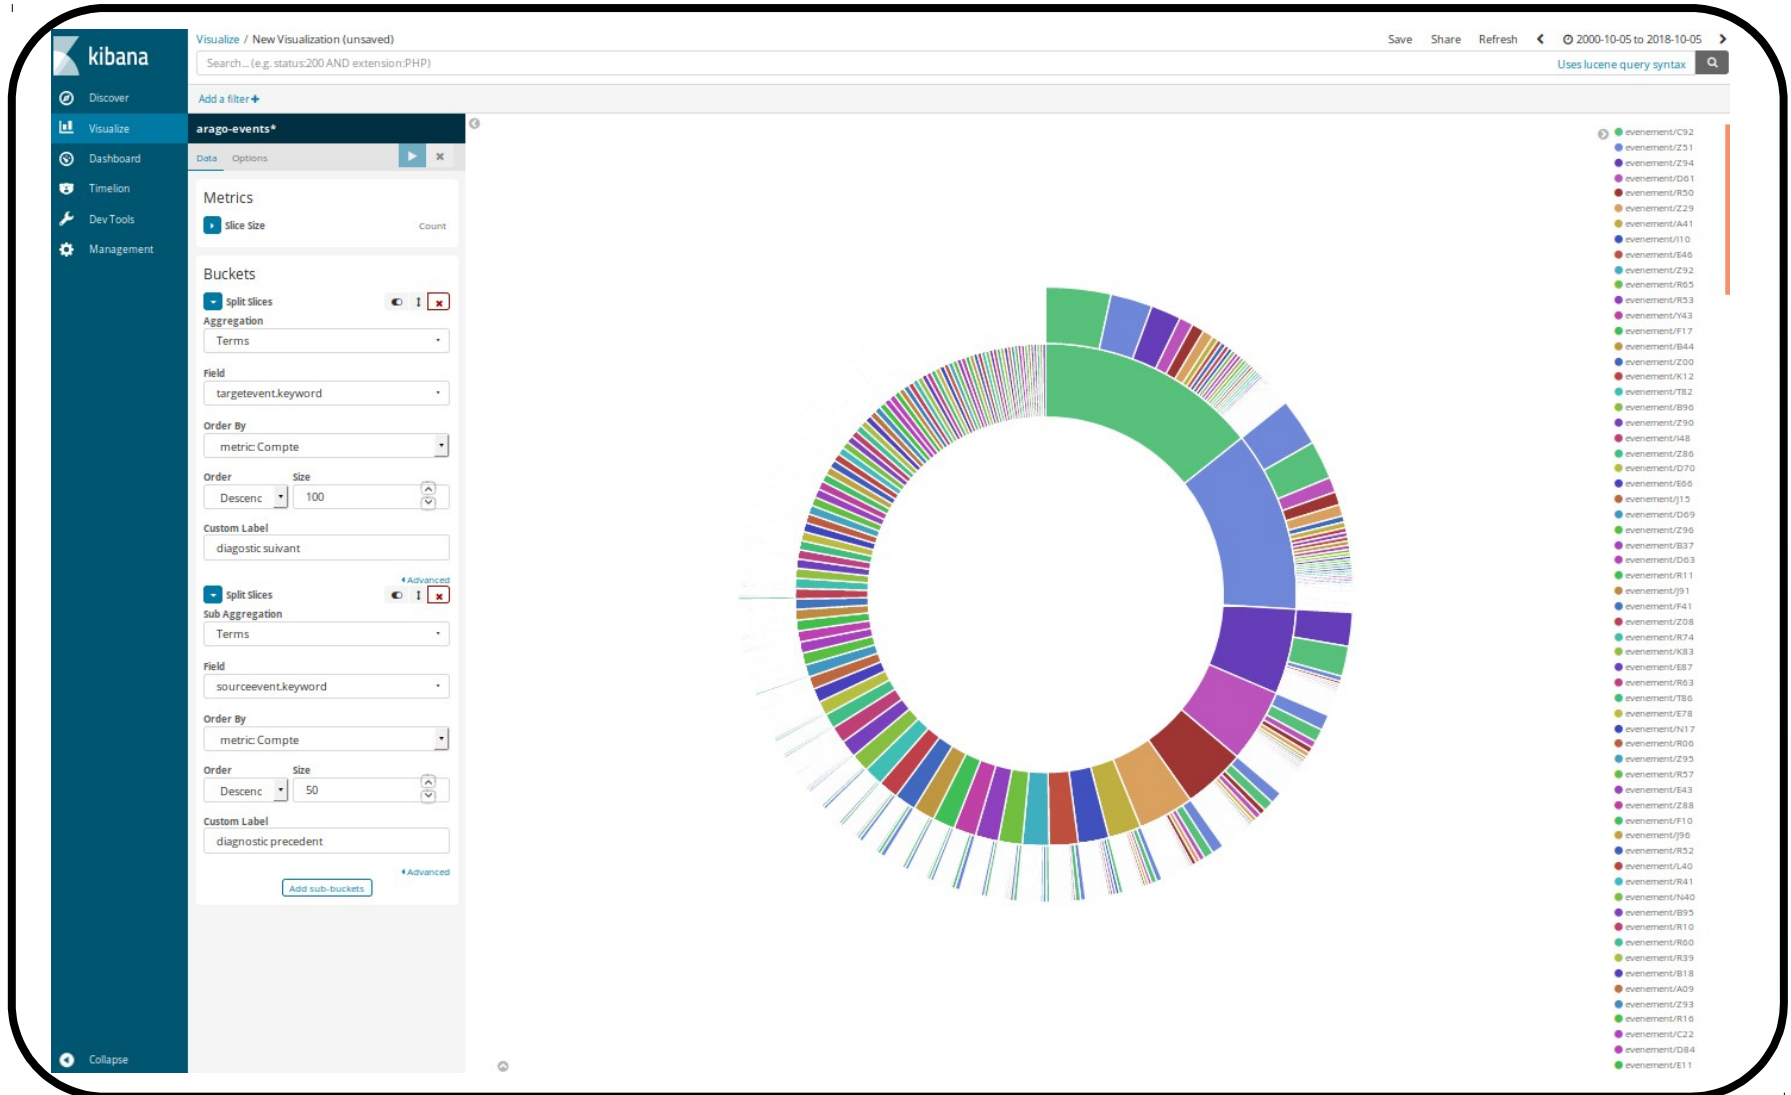 kibana
Discover
Visualize
Dashboard
Timelion
Dev Tools
Management
Collapse
Visualize / New Visualization (unsaved)
Save Share Refresh 2000-10-05 to 2018-10-05
Search... (e.g. status:200 AND extension:PHP)
Uses lucene query syntax
Add a filter
arago-events*
Data Options
Metrics
Slice Size Count
Buckets
Split Slices
Aggregation
Terms
Field
targetevent.keyword
Order By
metric: Compte
Order Size
Descenc 100
Custom Label
diagostic suivant
Advanced
Split Slices
Sub Aggregation
Terms
Field
sourceevent.keyword
Order By
metric: Compte
Order Size
Descenc 50
Custom Label
diagnostic precedent
Advanced
Add sub-buckets
evenement/C92
evenement/Z51
evenement/Z94
evenement/D61
evenement/R50
evenement/Z29
evenement/A41
evenement/I10
evenement/E46
evenement/Z92
evenement/R65
evenement/R53
evenement/Y43
evenement/F17
evenement/B44
evenement/Z00
evenement/K12
evenement/T82
evenement/B96
evenement/Z90
evenement/I48
evenement/Z86
evenement/D70
evenement/E66
evenement/J15
evenement/D69
evenement/Z96
evenement/B37
evenement/D63
evenement/R11
evenement/J91
evenement/F41
evenement/Z08
evenement/R74
evenement/K83
evenement/E87
evenement/R63
evenement/T86
evenement/E78
evenement/N17
evenement/R06
evenement/Z95
evenement/R57
evenement/E43
evenement/Z88
evenement/F10
evenement/J96
evenement/R52
evenement/L40
evenement/R41
evenement/N40
evenement/B95
evenement/R10
evenement/R60
evenement/R39
evenement/B18
evenement/A09
evenement/Z93
evenement/R16
evenement/C22
evenement/D84
evenement/E11